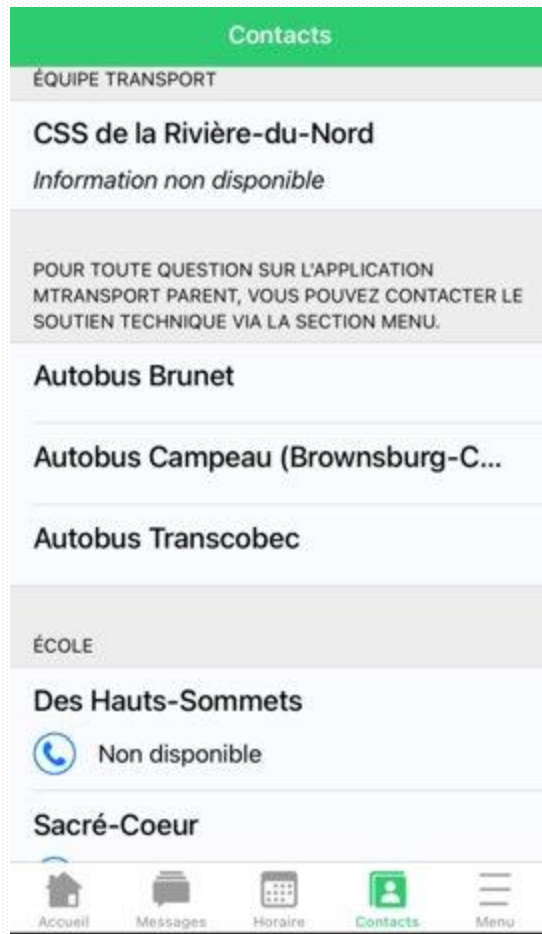 Contacts
ÉQUIPE TRANSPORT
CSS de la Rivière-du-Nord
Information non disponible
POUR TOUTE QUESTION SUR L'APPLICATION
MTRANSPORT PARENT, VOUS POUVEZ CONTACTER LE
SOUTIEN TECHNIQUE VIA LA SECTION MENU.
Autobus Brunet
Autobus Campeau (Brownsburg-C...
Autobus Transcobec
ÉCOLE
Des Hauts-Sommets
Non disponible
Sacré-Coeur
Accueil Messages Horaire Contacts Menu